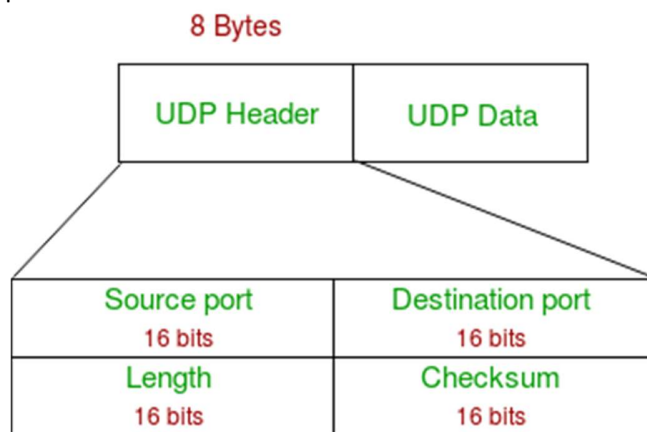 8 Bytes
UDP Header UDP Data
Source port Destination port
16 bits 16 bits
Length Checksum
16 bits 16 bits